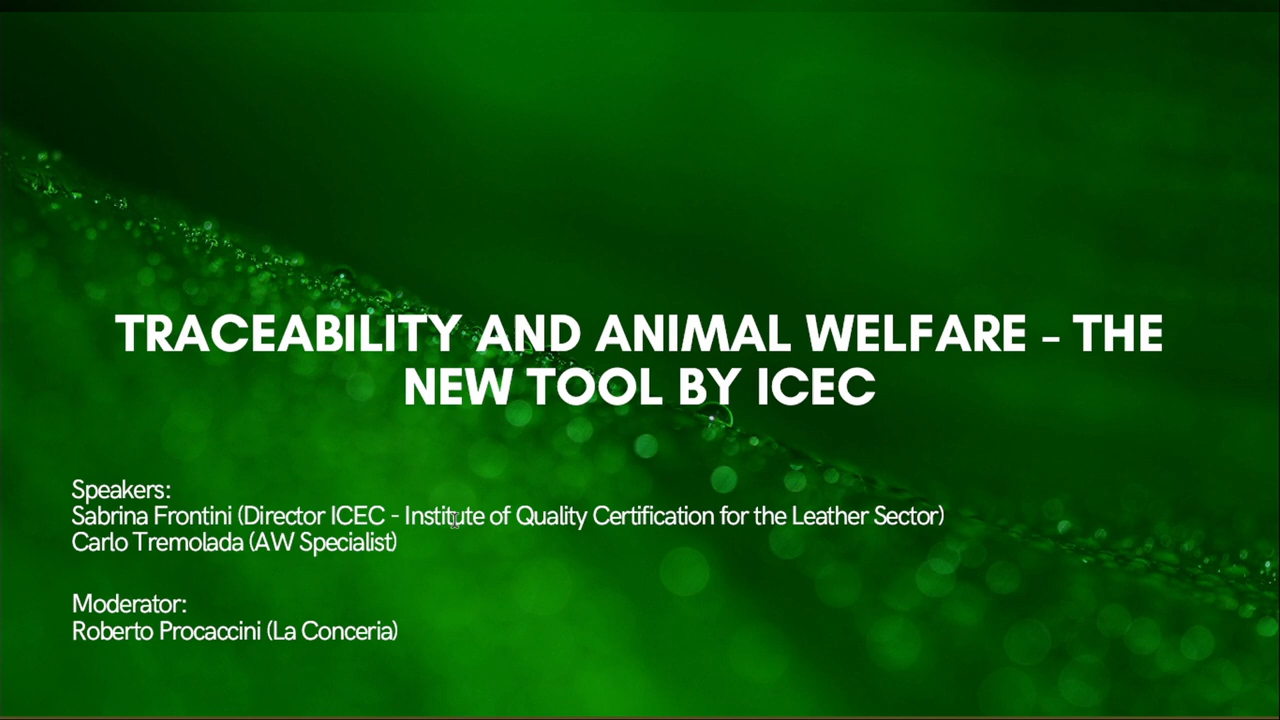 TRACEABILITY AND ANIMAL WELFARE - THE
NEW TOOL BY ICEC
Speakers:
Sabrina Frontini (Director ICEC - Institute of Quality Certification for the Leather Sector)
Carlo Tremolada (AW Specialist)
Moderator:
Roberto Procaccini (La Conceria)